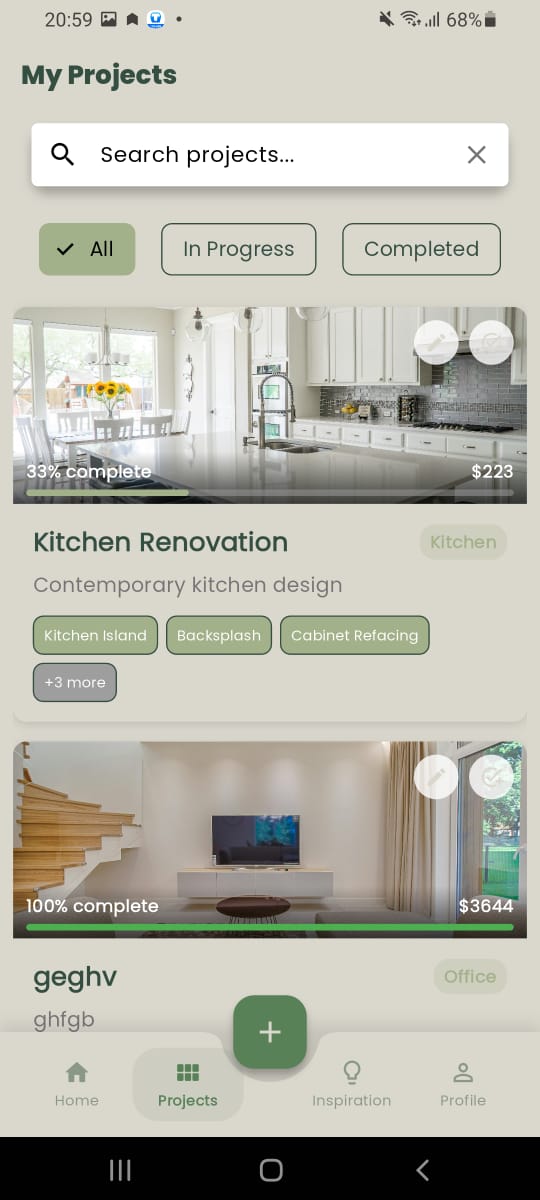 20:59 68%
My Projects
Search projects...
All In Progress Completed
33% complete $223
Kitchen Renovation Kitchen
Contemporary kitchen design
Kitchen Island Backsplash Cabinet Refacing
+3 more
100% complete $3644
geghv Office
ghfgb
+
Home Projects Inspiration Profile